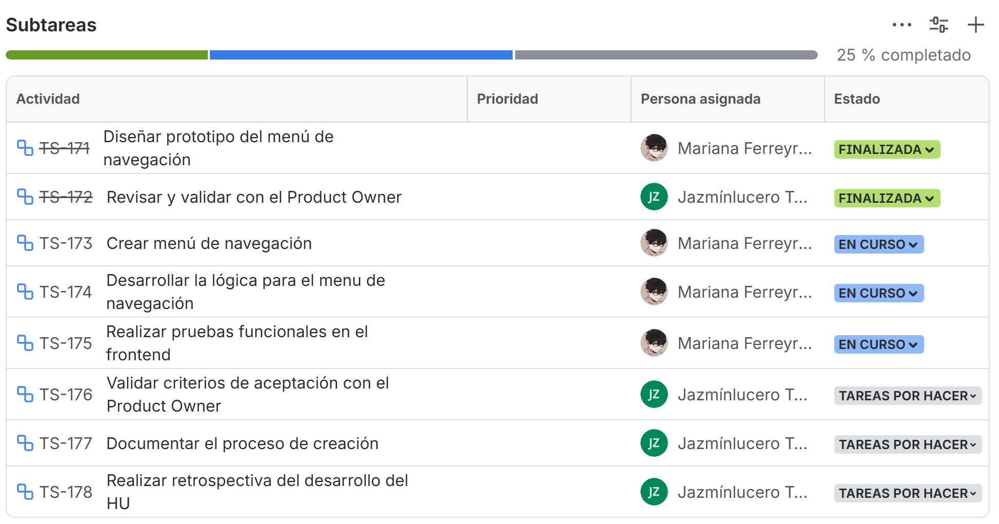 Subtareas
25 % completado
Actividad Prioridad Persona asignada Estado
TS-171 Diseñar prototipo del menú de
navegación Mariana Ferreyr... FINALIZADA
TS-172 Revisar y validar con el Product Owner JZ Jazmínlucero T... FINALIZADA
TS-173 Crear menú de navegación Mariana Ferreyr... EN CURSO
TS-174 Desarrollar la lógica para el menu de
navegación Mariana Ferreyr... EN CURSO
TS-175 Realizar pruebas funcionales en el
frontend Mariana Ferreyr... EN CURSO
TS-176 Validar criterios de aceptación con el
Product Owner JZ Jazmínlucero T... TAREAS POR HACER
TS-177 Documentar el proceso de creación JZ Jazmínlucero T... TAREAS POR HACER
TS-178 Realizar retrospectiva del desarrollo del
HU JZ Jazmínlucero T... TAREAS POR HACER